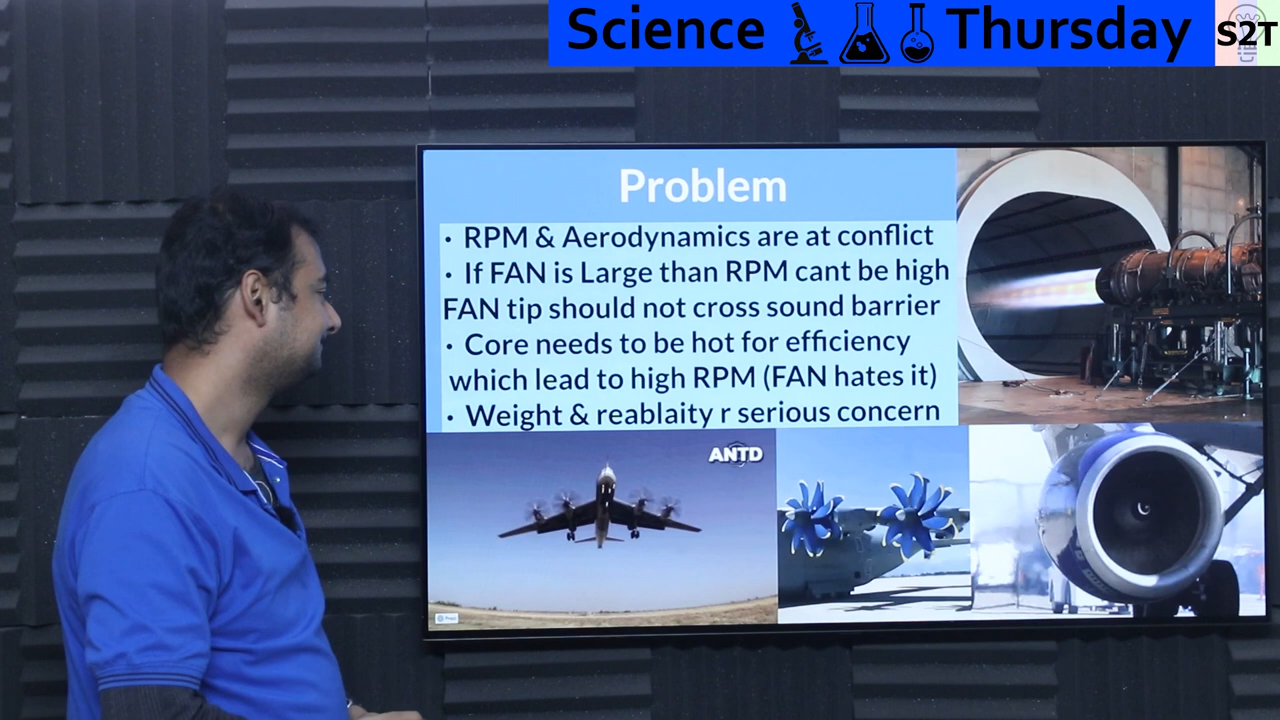 Science Thursday
S2T
Problem
· RPM & Aerodynamics are at conflict
· If FAN is Large than RPM cant be high
FAN tip should not cross sound barrier
· Core needs to be hot for efficiency
which lead to high RPM (FAN hates it)
· Weight & reablaity r serious concern
ANTD